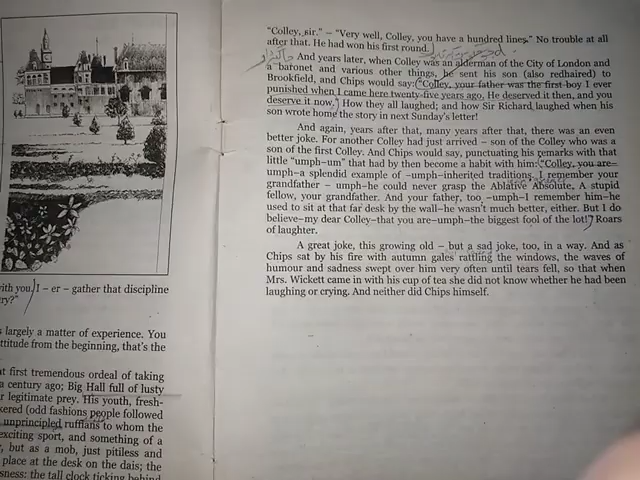 with you, I – er – gather that discipline
ry?"
s largely a matter of experience. You
ttitude from the beginning, that's the
at first tremendous ordeal of taking
a century ago; Big Hall full of lusty
r legitimate prey. His youth, fresh-
kered (odd fashions people followed
unprincipled ruffians to whom the
exciting sport, and something of a
, but as a mob, just pitiless and
place at the desk on the dais; the
sness: the tall clock ticking behind
"Colley, sir." – "Very well, Colley, you have a hundred lines." No trouble at all
after that. He had won his first round.
And years later, when Colley was an alderman of the City of London and
a baronet and various other things, he sent his son (also redhaired) to
Brookfield, and Chips would say: "Colley, your father was the first boy I ever
punished when I came here twenty-five years ago. He deserved it then, and you
deserve it now." How they all laughed; and how Sir Richard laughed when his
son wrote home the story in next Sunday's letter!
And again, years after that, many years after that, there was an even
better joke. For another Colley had just arrived – son of the Colley who was a
son of the first Colley. And Chips would say, punctuating his remarks with that
little "umph-um" that had by then become a habit with him: "Colley, you are–
umph–a splendid example of –umph–inherited traditions. I remember your
grandfather – umph–he could never grasp the Ablative Absolute. A stupid
fellow, your grandfather. And your father, too –umph–I remember him–he
used to sit at that far desk by the wall–he wasn't much better, either. But I do
believe–my dear Colley–that you are–umph–the biggest fool of the lot!" Roars
of laughter.
A great joke, this growing old – but a sad joke, too, in a way. And as
Chips sat by his fire with autumn gales rattling the windows, the waves of
humour and sadness swept over him very often until tears fell, so that when
Mrs. Wickett came in with his cup of tea she did not know whether he had been
laughing or crying. And neither did Chips himself.